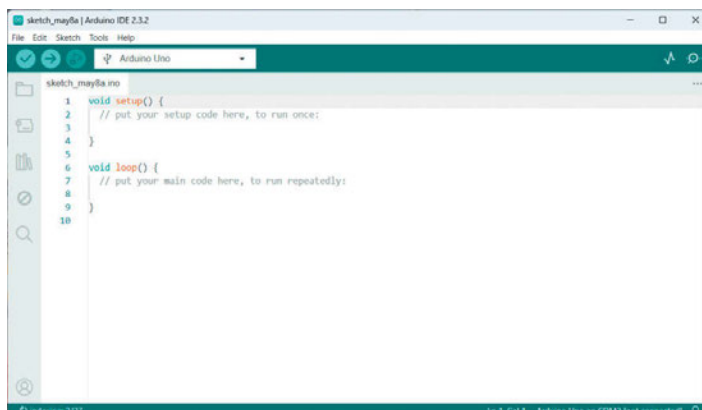 sketch_may8a | Arduino IDE 2.3.2
File Edit Sketch Tools Help
Arduino Uno
sketch_may8a.ino
1 void setup() {
2 // put your setup code here, to run once:
3
4 }
5
6 void loop() {
7 // put your main code here, to run repeatedly:
8
9 }
10